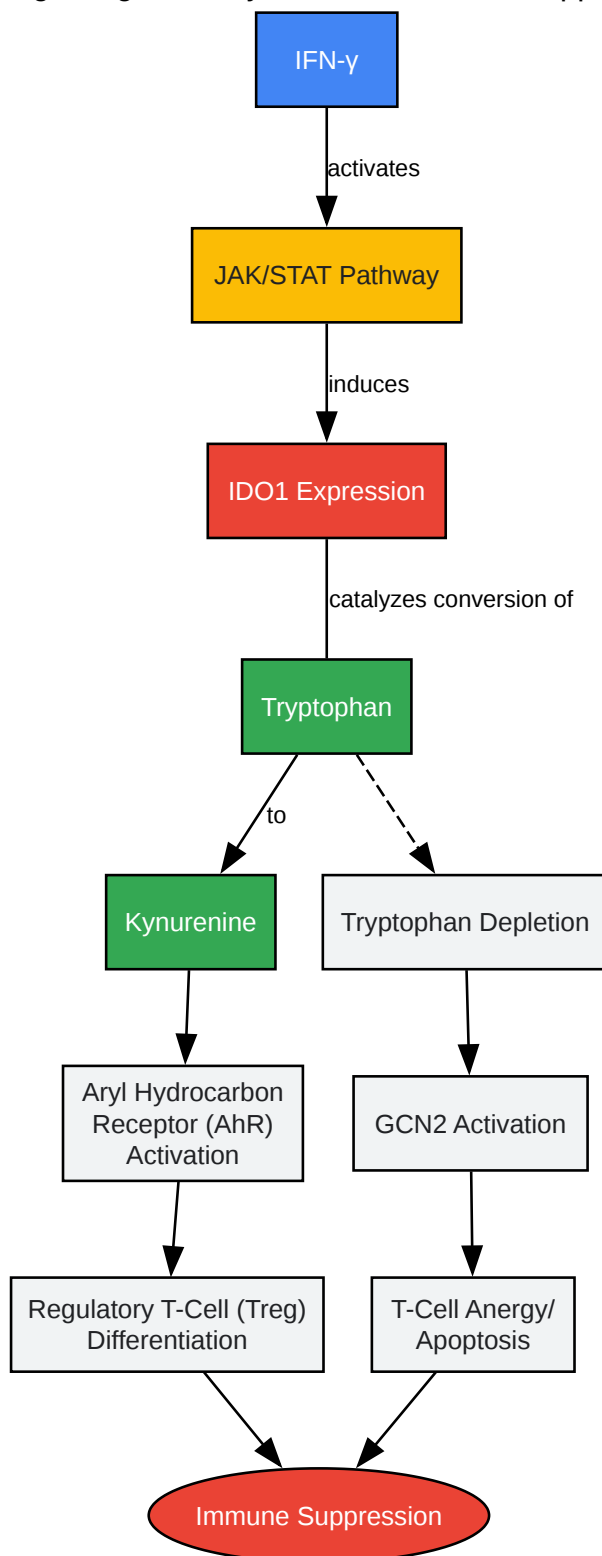 IFN-γ
activates
JAK/STAT Pathway
induces
IDO1 Expression
catalyzes conversion of
Tryptophan
to
Kynurenine
Tryptophan Depletion
Aryl Hydrocarbon
Receptor (AhR)
Activation
GCN2 Activation
Regulatory T-Cell (Treg)
Differentiation
T-Cell Anergy/
Apoptosis
Immune Suppression